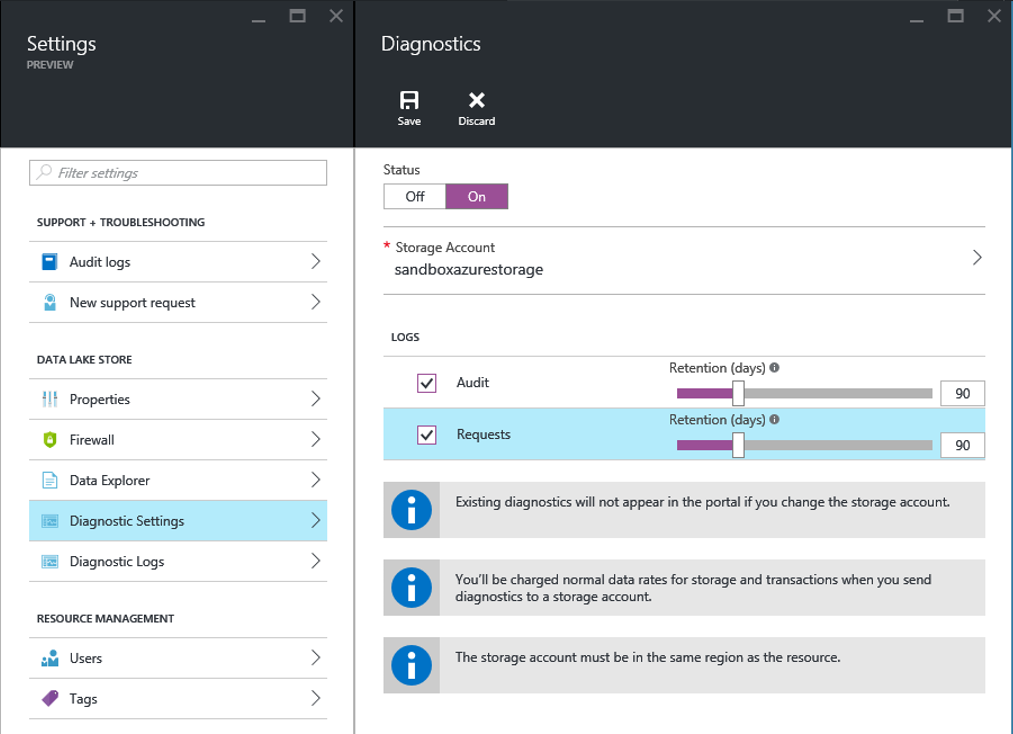 Settings
PREVIEW
Filter settings
SUPPORT + TROUBLESHOOTING
Audit logs
New support request
DATA LAKE STORE
Properties
Firewall
Data Explorer
Diagnostic Settings
Diagnostic Logs
RESOURCE MANAGEMENT
Users
Tags
Diagnostics
Save
Discard
Status
Off
On
* Storage Account
sandboxazurestorage
LOGS
Audit
Retention (days)
90
Requests
Retention (days)
90
Existing diagnostics will not appear in the portal if you change the storage account.
You'll be charged normal data rates for storage and transactions when you send
diagnostics to a storage account.
The storage account must be in the same region as the resource.